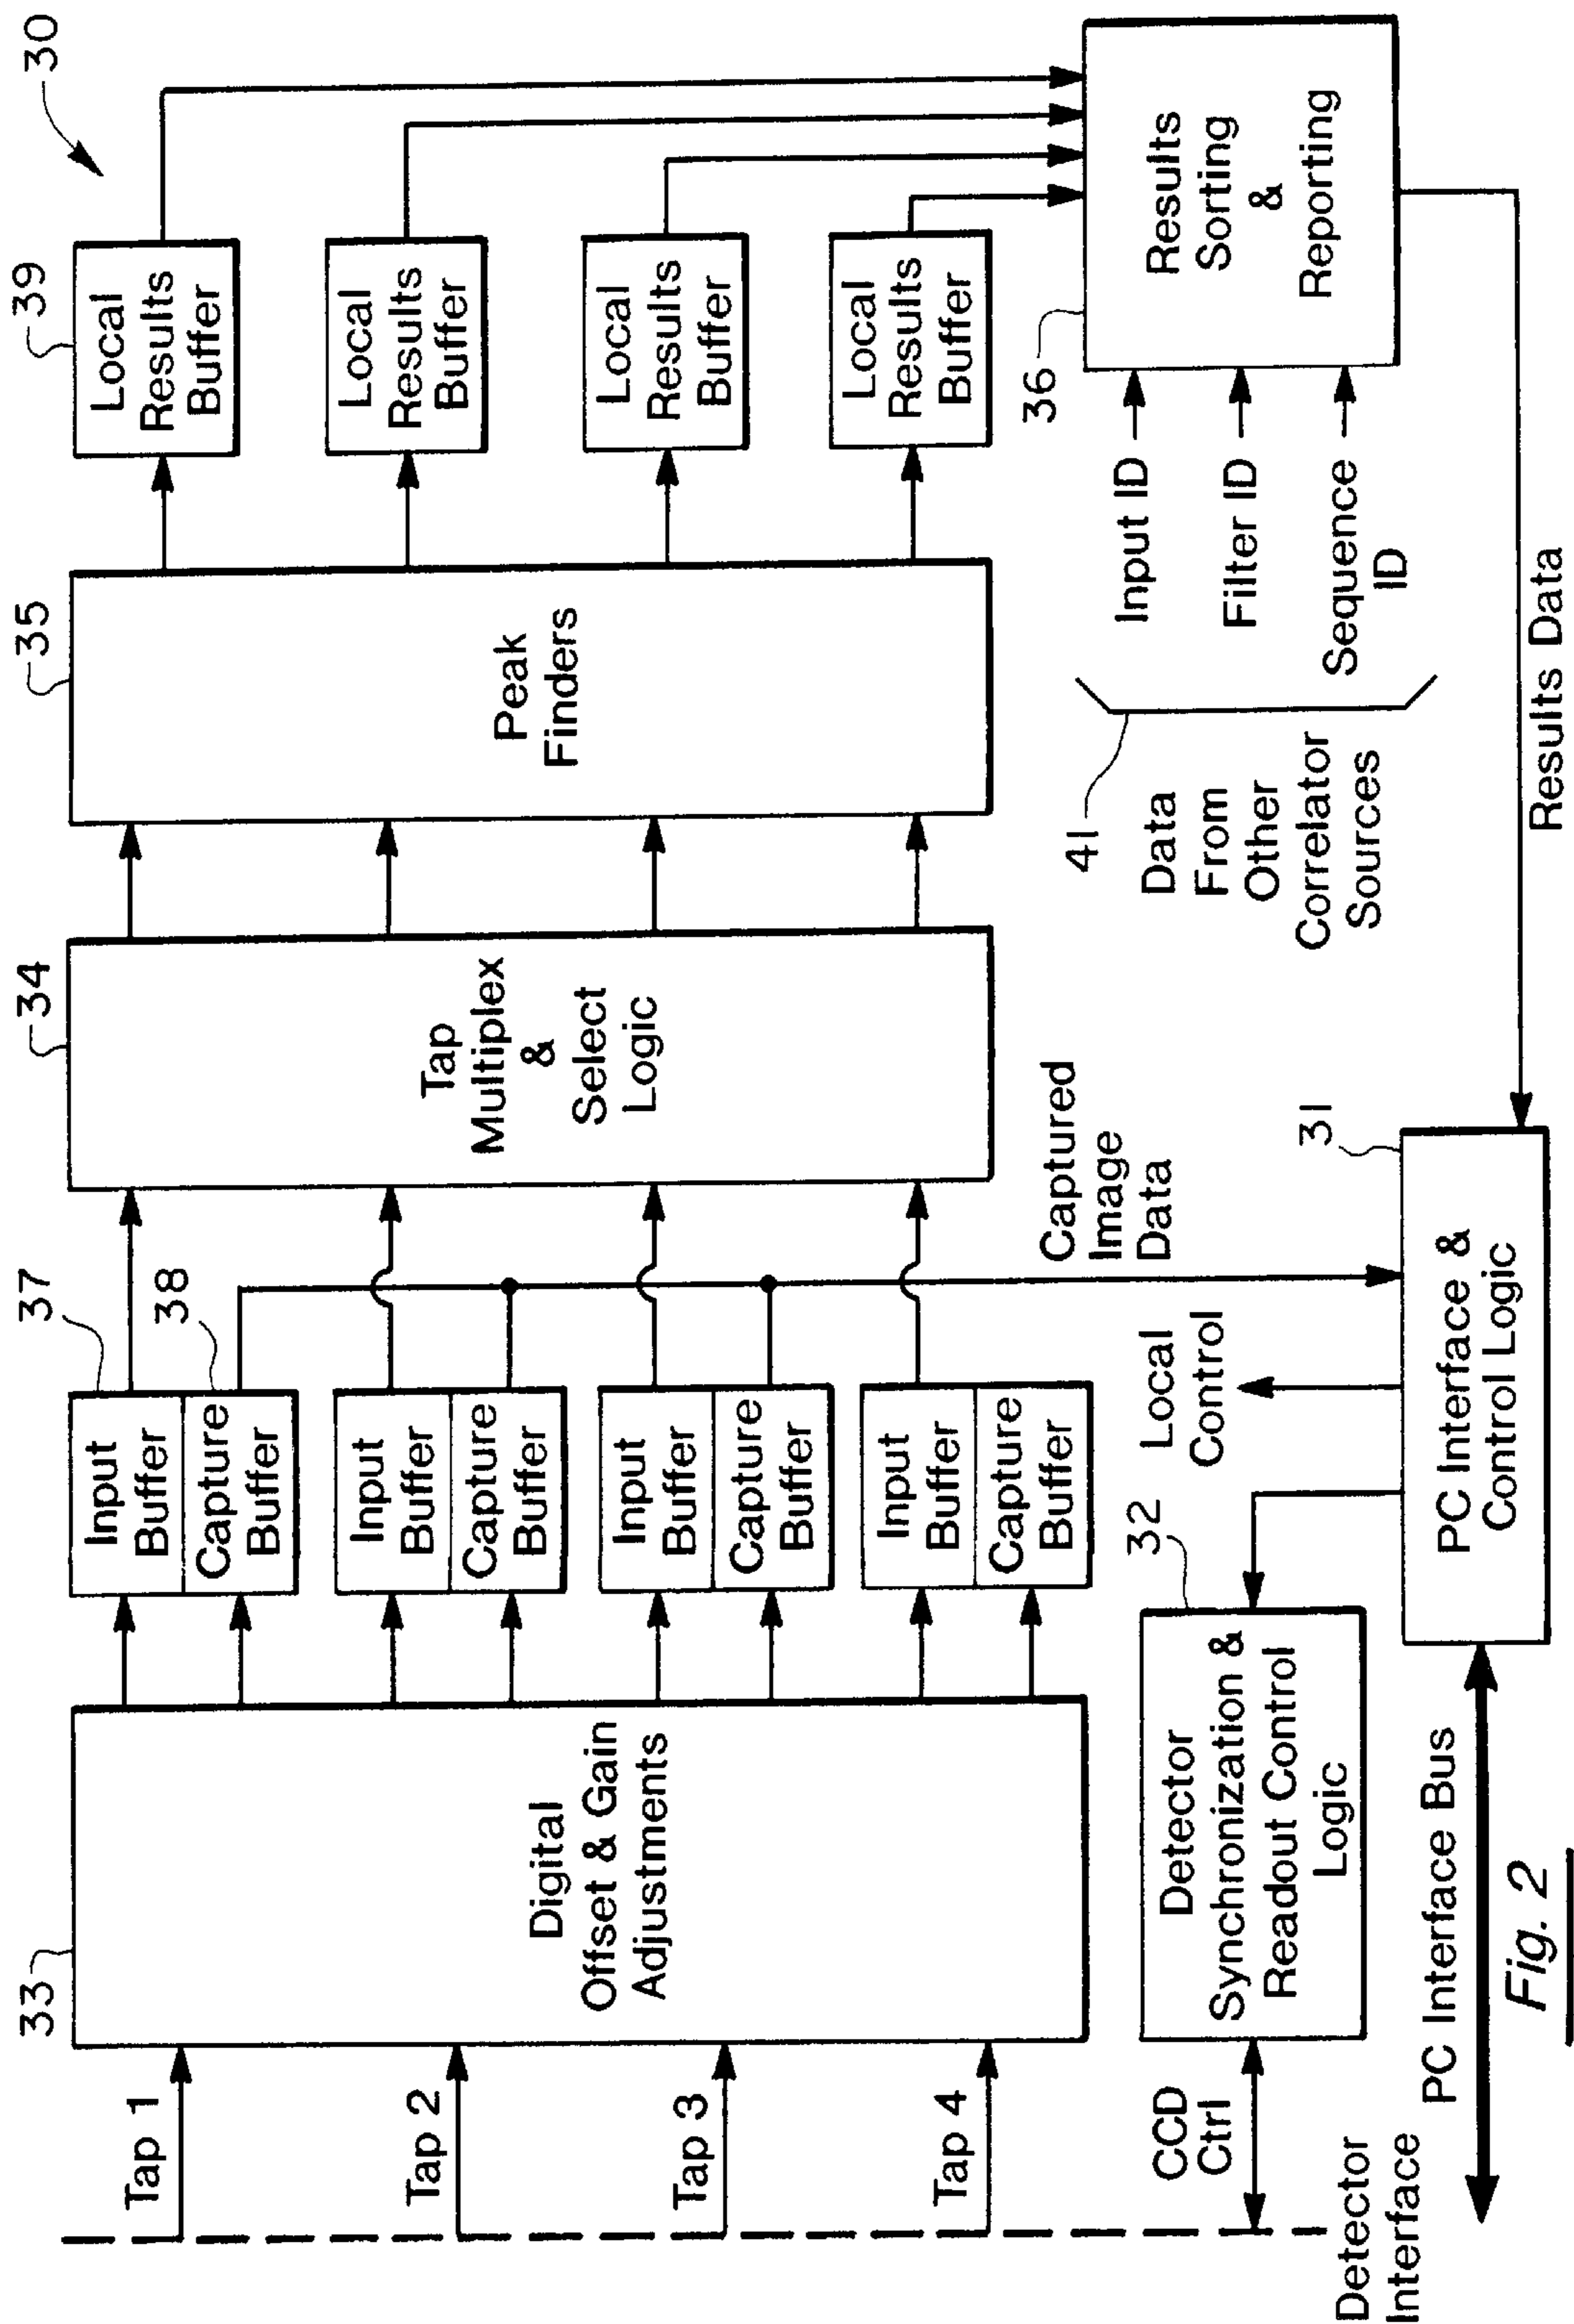 30
Tap 1
Tap 2
Tap 3
Tap 4
33
Digital
Offset & Gain
Adjustments
37
Input
Buffer
38
Capture
Buffer
Input
Buffer
Capture
Buffer
Input
Buffer
Capture
Buffer
Input
Buffer
Capture
Buffer
34
Tap
Multiplex
&
Select
Logic
35
Peak
Finders
39
Local
Results
Buffer
Local
Results
Buffer
Local
Results
Buffer
Local
Results
Buffer
Captured
Image
Data
CCD
Ctrl
Detector
Interface
32
Detector
Synchronization &
Readout Control
Logic
Local
Control
31
PC Interface &
Control Logic
PC Interface Bus
41
Data
From
Other
Correlator
Sources
Input ID
Filter ID
Sequence
ID
36
Results
Sorting
&
Reporting
Results Data
Fig. 2